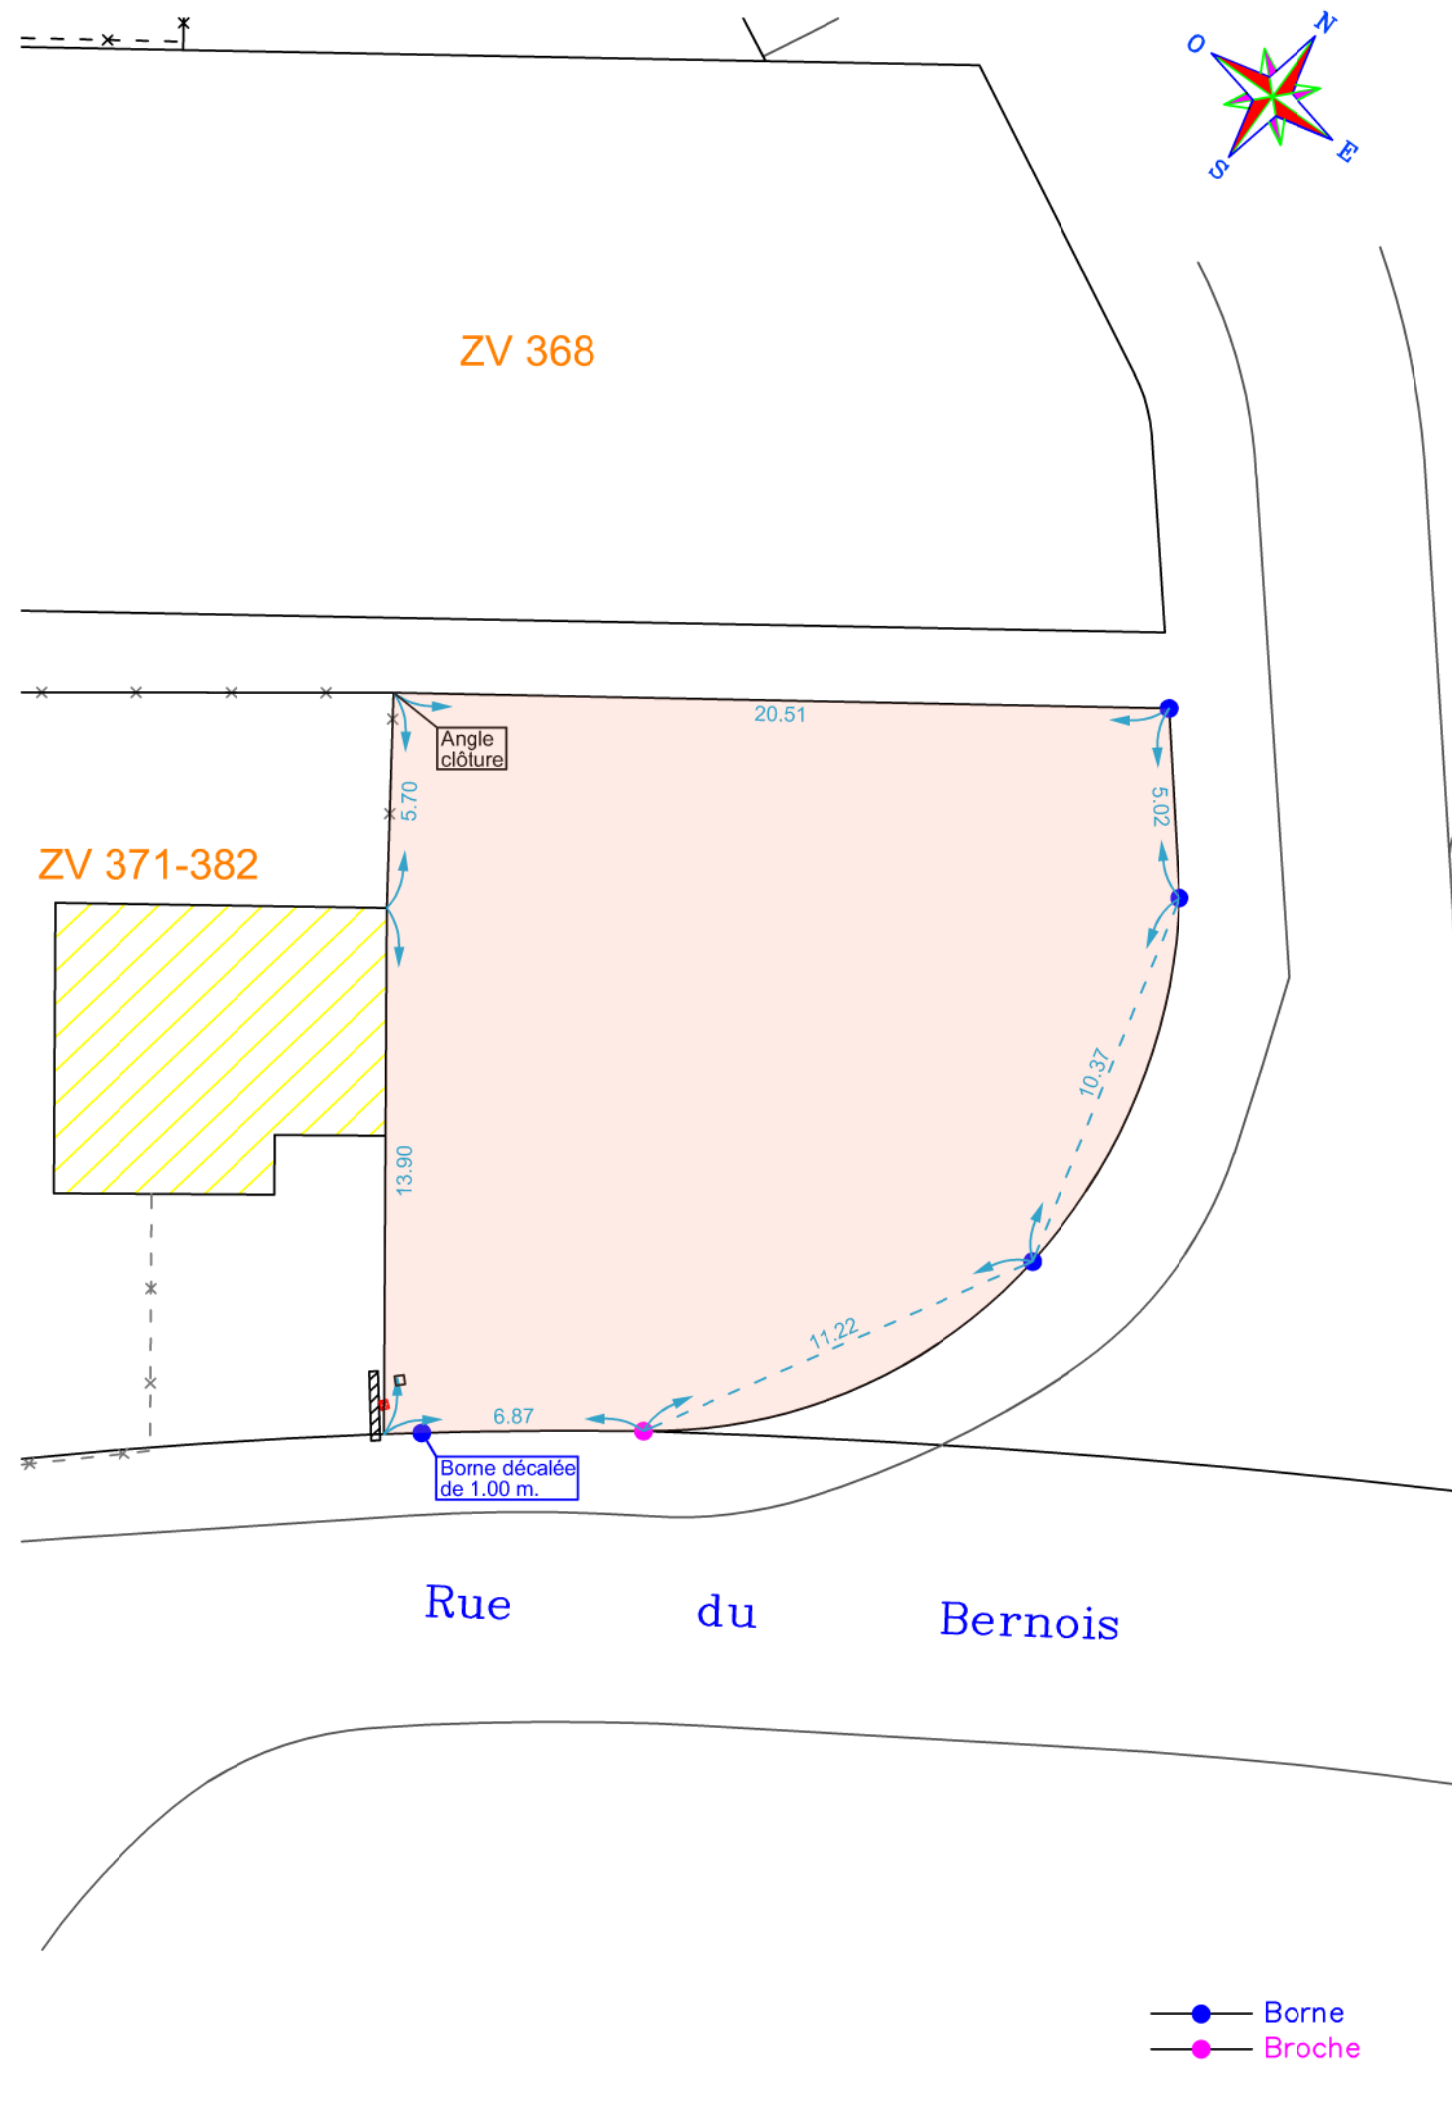 N
O
E
S
ZV 368
20.51
Angle
clôture
5.70
5.02
ZV 371-382
10.37
13.90
11.22
6.87
Borne décalée
de 1.00 m.
Rue du Bernois
Borne
Broche